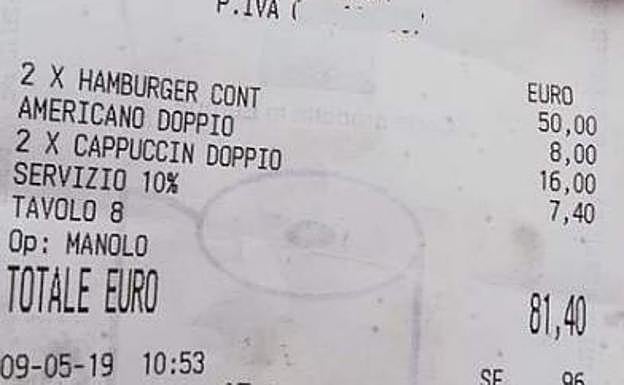 P.IVA (
EURO
2 X HAMBURGER CONT 50,00
AMERICANO DOPPIO 8,00
2 X CAPPUCCIN DOPPIO 16,00
SERVIZIO 10% 7,40
TAVOLO 8
Op: MANOLO
TOTALE EURO 81,40
09-05-19 10:53
SF 96